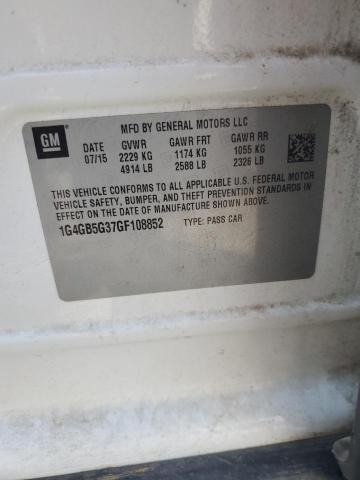 GM
MFD BY GENERAL MOTORS LLC
DATE GVWR GAWR FRT GAWR RR
07/15 2229 KG 1174 KG 1055 KG
4914 LB 2588 LB 2326 LB
THIS VEHICLE CONFORMS TO ALL APPLICABLE U.S. FEDERAL MOTOR
VEHICLE SAFETY, BUMPER, AND THEFT PREVENTION STANDARDS IN
EFFECT ON THE DATE OF MANUFACTURE SHOWN ABOVE.
1G4GB5G37GF108852 TYPE: PASS CAR